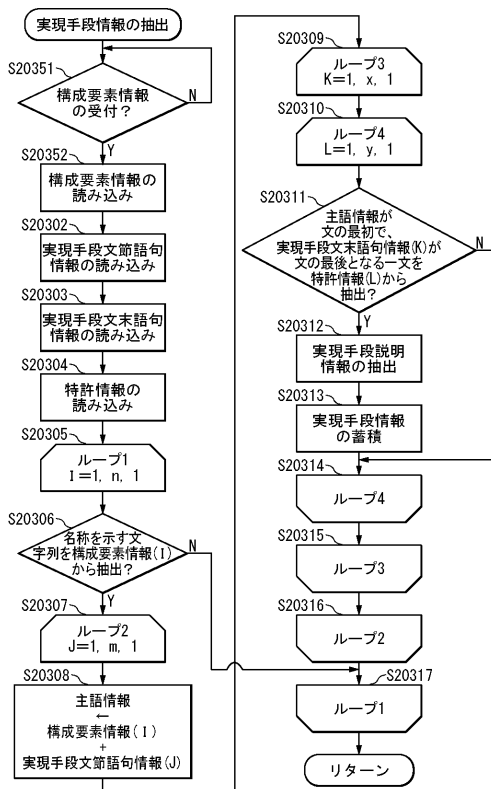 実現手段情報の抽出
S20351
構成要素情報
の受付?
N
Y
S20352
構成要素情報の
読み込み
S20302
実現手段文節語句
情報の読み込み
S20303
実現手段文末語句
情報の読み込み
S20304
特許情報の
読み込み
S20305
ループ1
I=1, n, 1
S20306
名称を示す文
字列を構成要素情報(I)
から抽出?
N
Y
S20307
ループ2
J=1, m, 1
S20308
主語情報
←
構成要素情報(I)
+
実現手段文節語句情報(J)
S20309
ループ3
K=1, x, 1
S20310
ループ4
L=1, y, 1
S20311
主語情報が
文の最初で、
実現手段文末語句情報(K)が
文の最後となる一文を
特許情報(L)から
抽出?
N
Y
S20312
実現手段説明
情報の抽出
S20313
実現手段情報
の蓄積
S20314
ループ4
S20315
ループ3
S20316
ループ2
S20317
ループ1
リターン